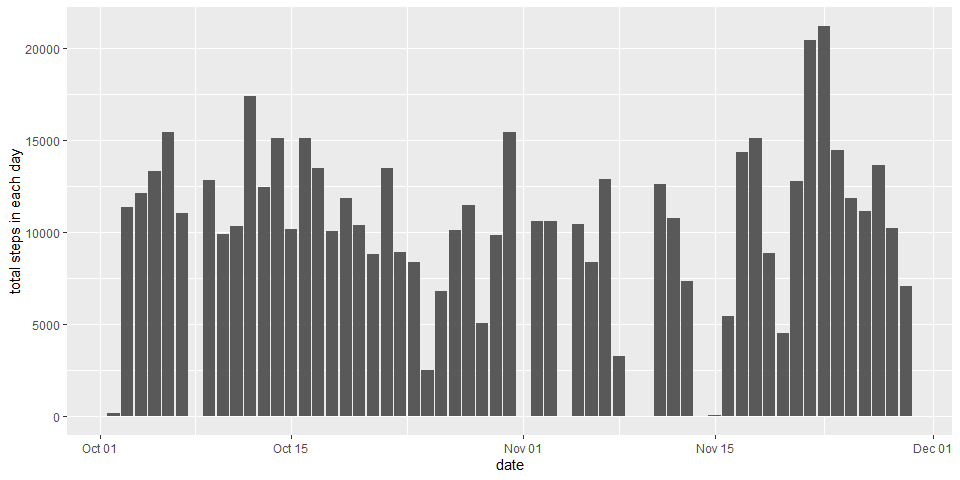 total steps in each day
20000
15000
10000
5000
0
Oct 01
Oct 15
Nov 01
Nov 15
Dec 01
date